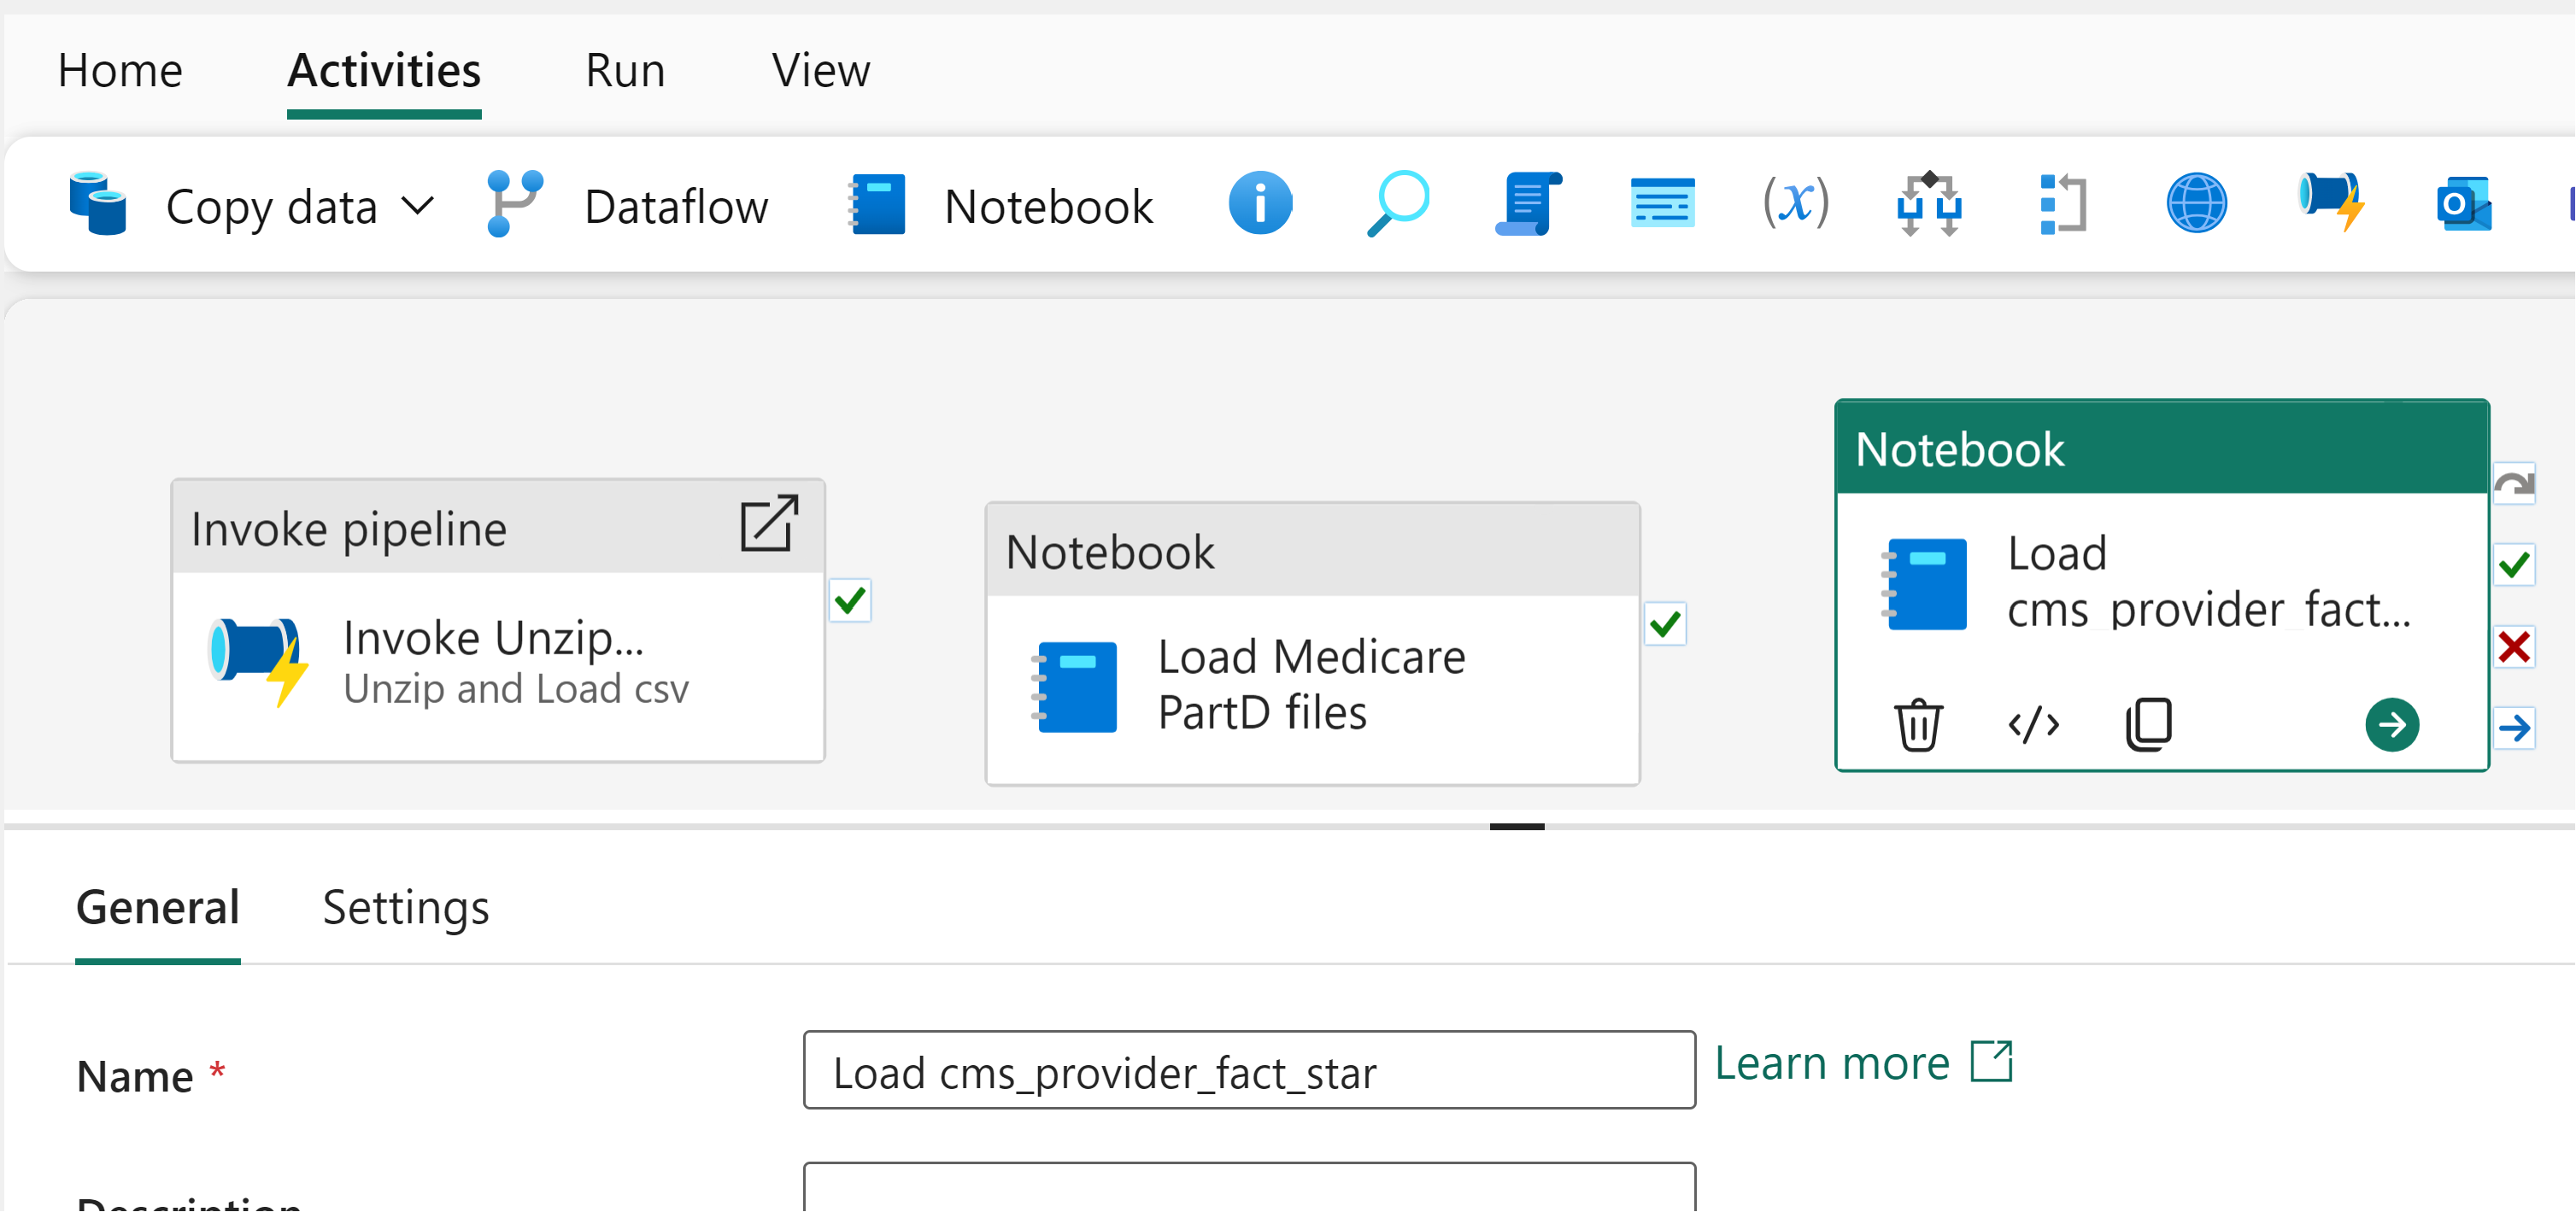 Home Activities Run View
Copy data Dataflow Notebook (x)
Invoke pipeline
Invoke Unzip...
Unzip and Load csv
Notebook
Load Medicare
PartD files
Notebook
Load
cms_provider_fact...
General Settings
Name * Load cms_provider_fact_star Learn more
Description